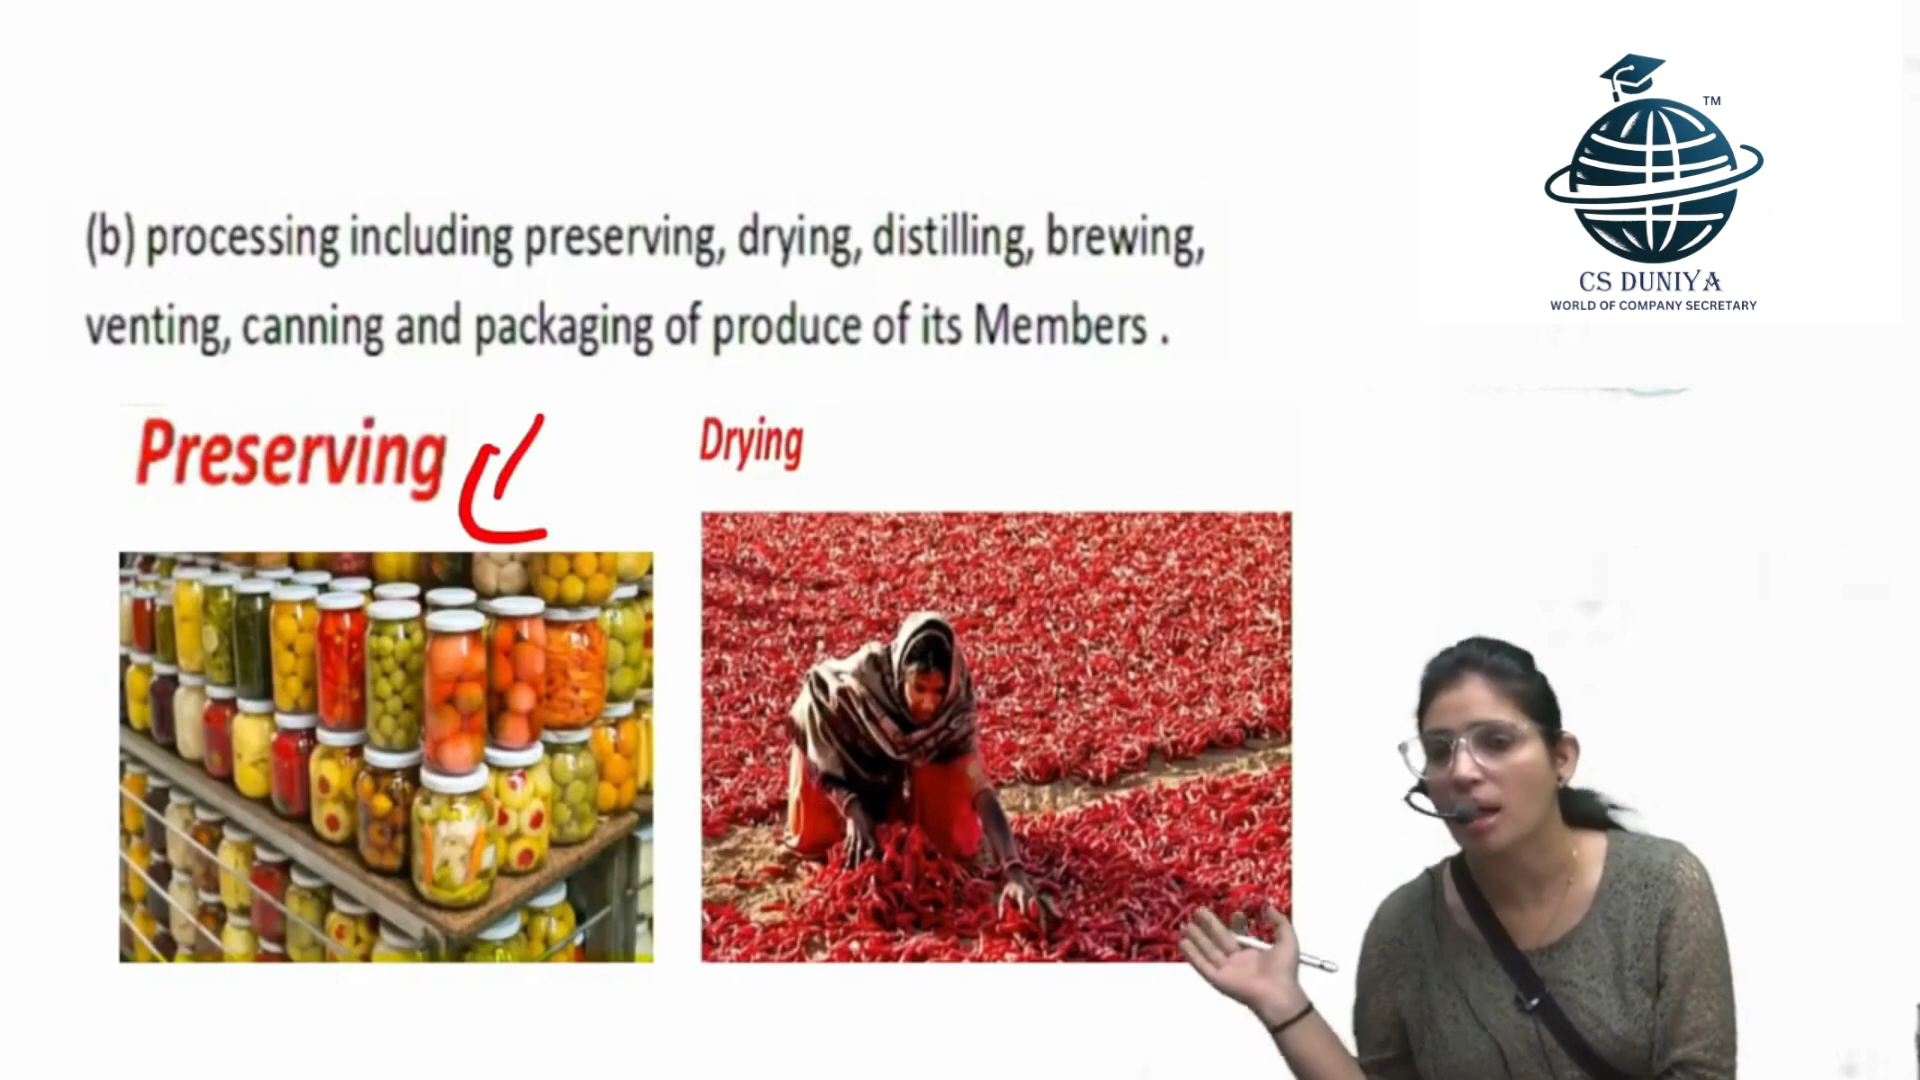 TM
CS DUNIYA
WORLD OF COMPANY SECRETARY
(b) processing including preserving, drying, distilling, brewing,
venting, canning and packaging of produce of its Members .
Preserving
Drying